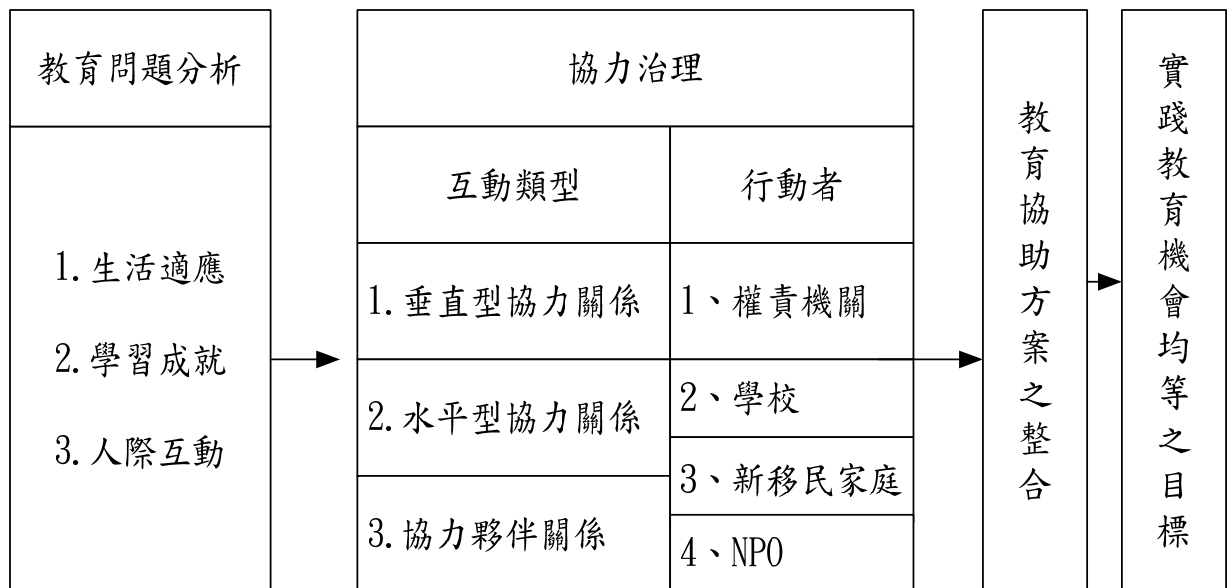 教育問題分析
1.生活適應
2.學習成就
3.人際互動
協力治理
互動類型
行動者
1.垂直型協力關係
1、權責機關
2.水平型協力關係
2、學校
3、新移民家庭
3.協力夥伴關係
4、NPO
教育協助方案之整合
實踐教育機會均等之目標